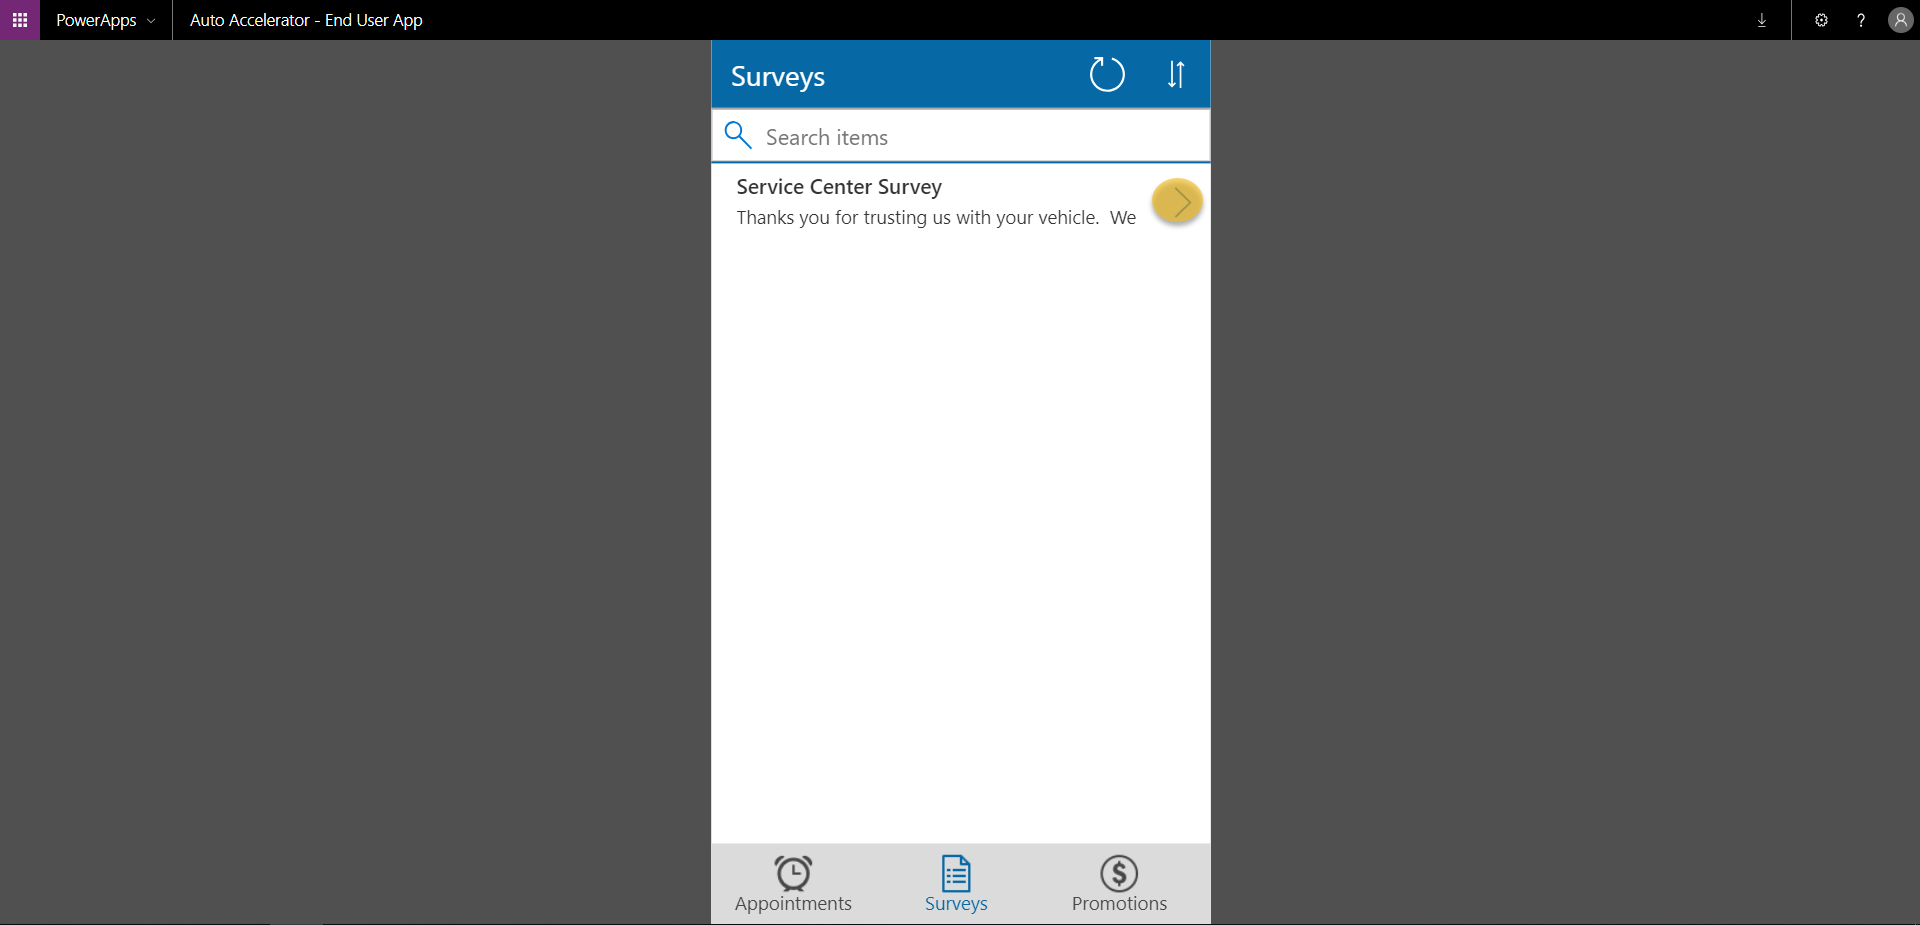 PowerApps
Auto Accelerator - End User App
?
Surveys
Search items
Service Center Survey
Thanks you for trusting us with your vehicle.  We
$
Appointments
Surveys
Promotions